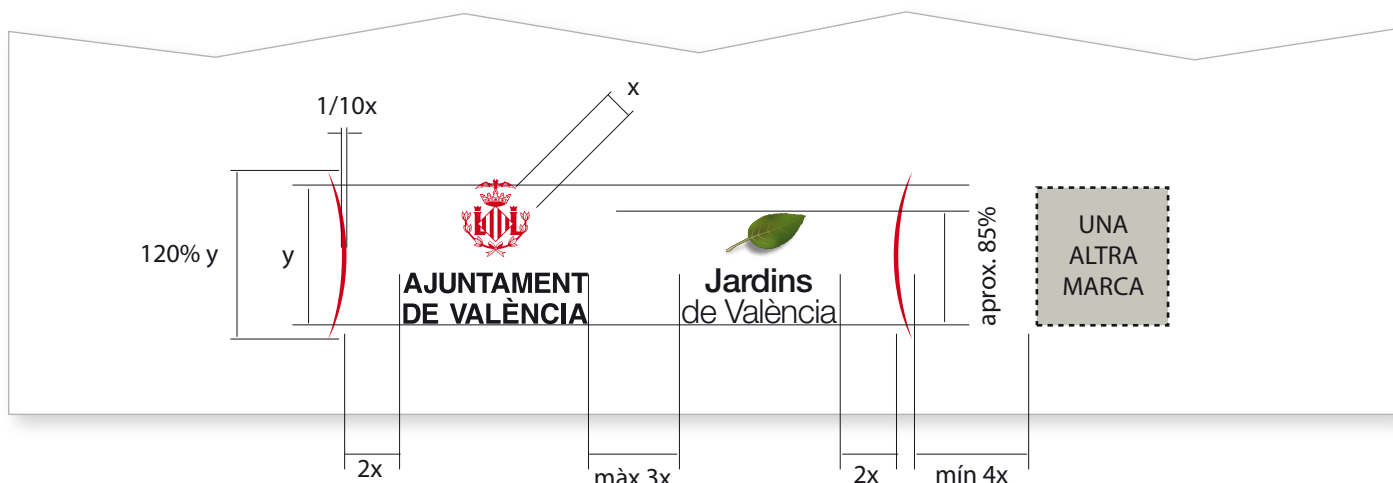 x
1/10x
120% y
y
AJUNTAMENT
DE VALÈNCIA
Jardins
de València
aprox. 85%
UNA
ALTRA
MARCA
2x
màx 3x
2x
mín 4x